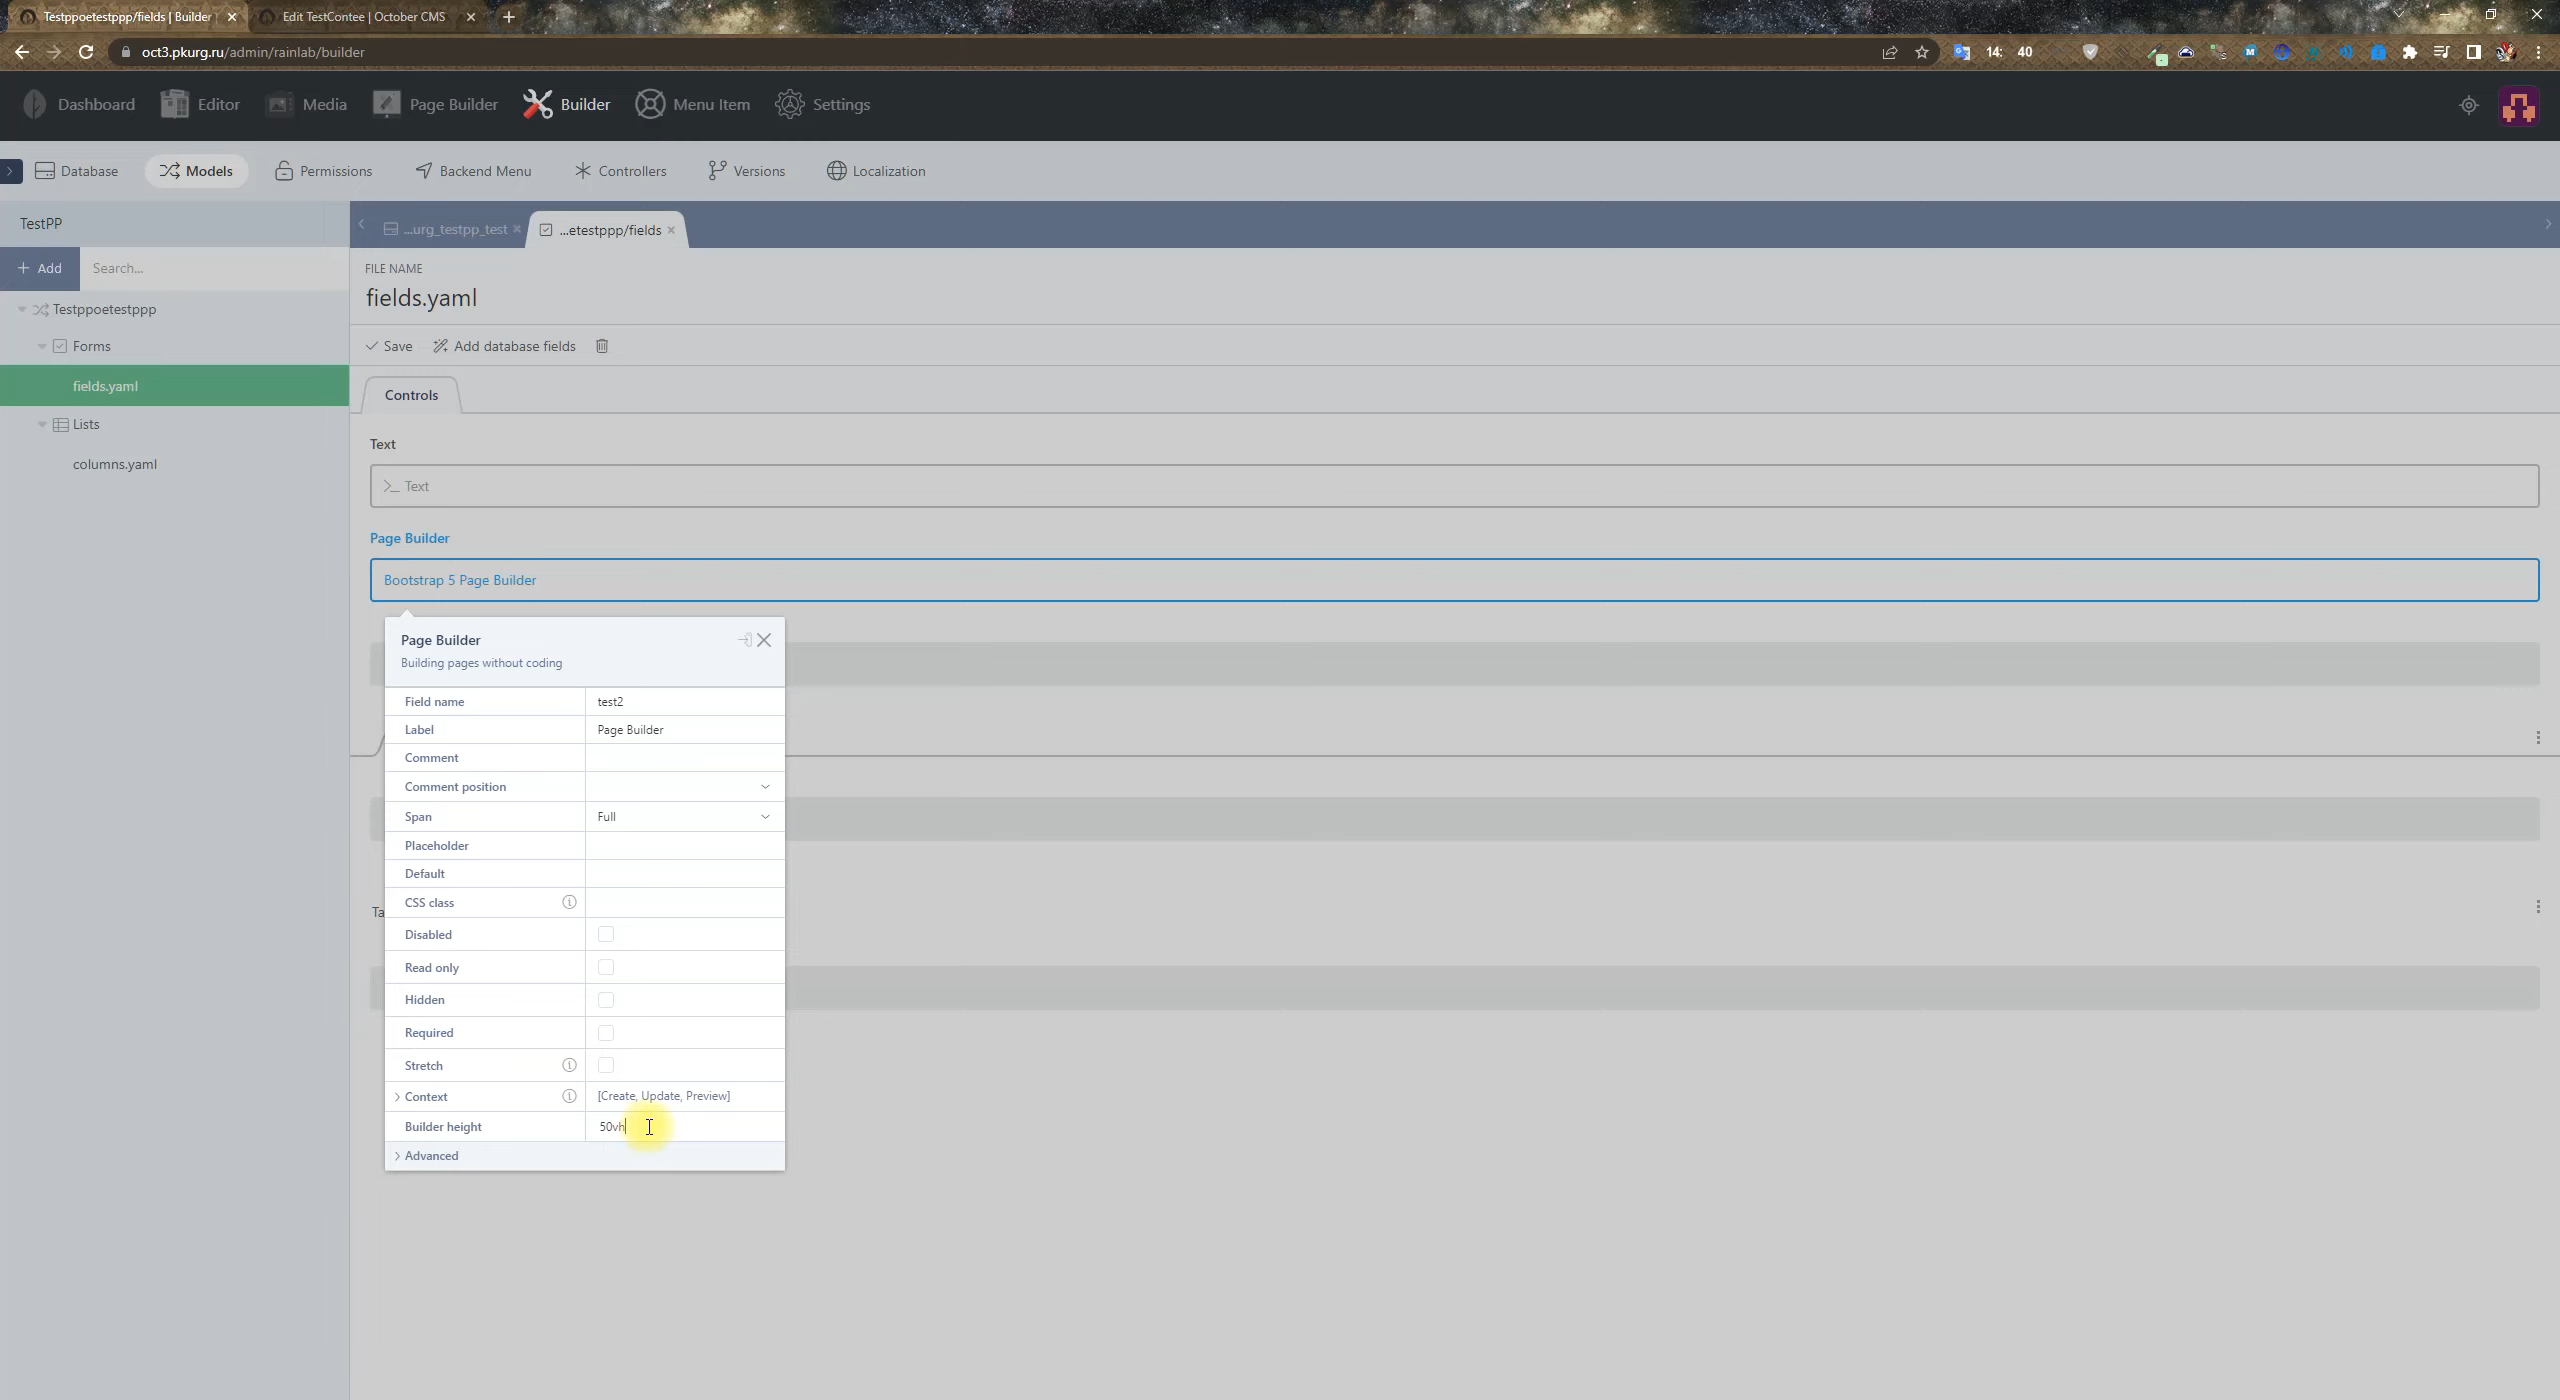 Testppoetestppp/fields | Builder
Edit TestContee | October CMS
oct3.pkurg.ru/admin/rainlab/builder
14: 40
Dashboard
Editor
Media
Page Builder
Builder
Menu Item
Settings
Database
Models
Permissions
Backend Menu
Controllers
Versions
Localization
TestPP
...urg_testpp_test
...etestppp/fields
+ Add
Search...
FILE NAME
fields.yaml
Testppoetestppp
Forms
fields.yaml
Lists
columns.yaml
Save
Add database fields
Controls
Text
Text
Page Builder
Bootstrap 5 Page Builder
Page Builder
Building pages without coding
Field name test2
Label Page Builder
Comment
Comment position
Span Full
Placeholder
Default
CSS class
Ta
Disabled
Read only
Hidden
Required
Stretch
Context [Create, Update, Preview]
Builder height 50vh
Advanced